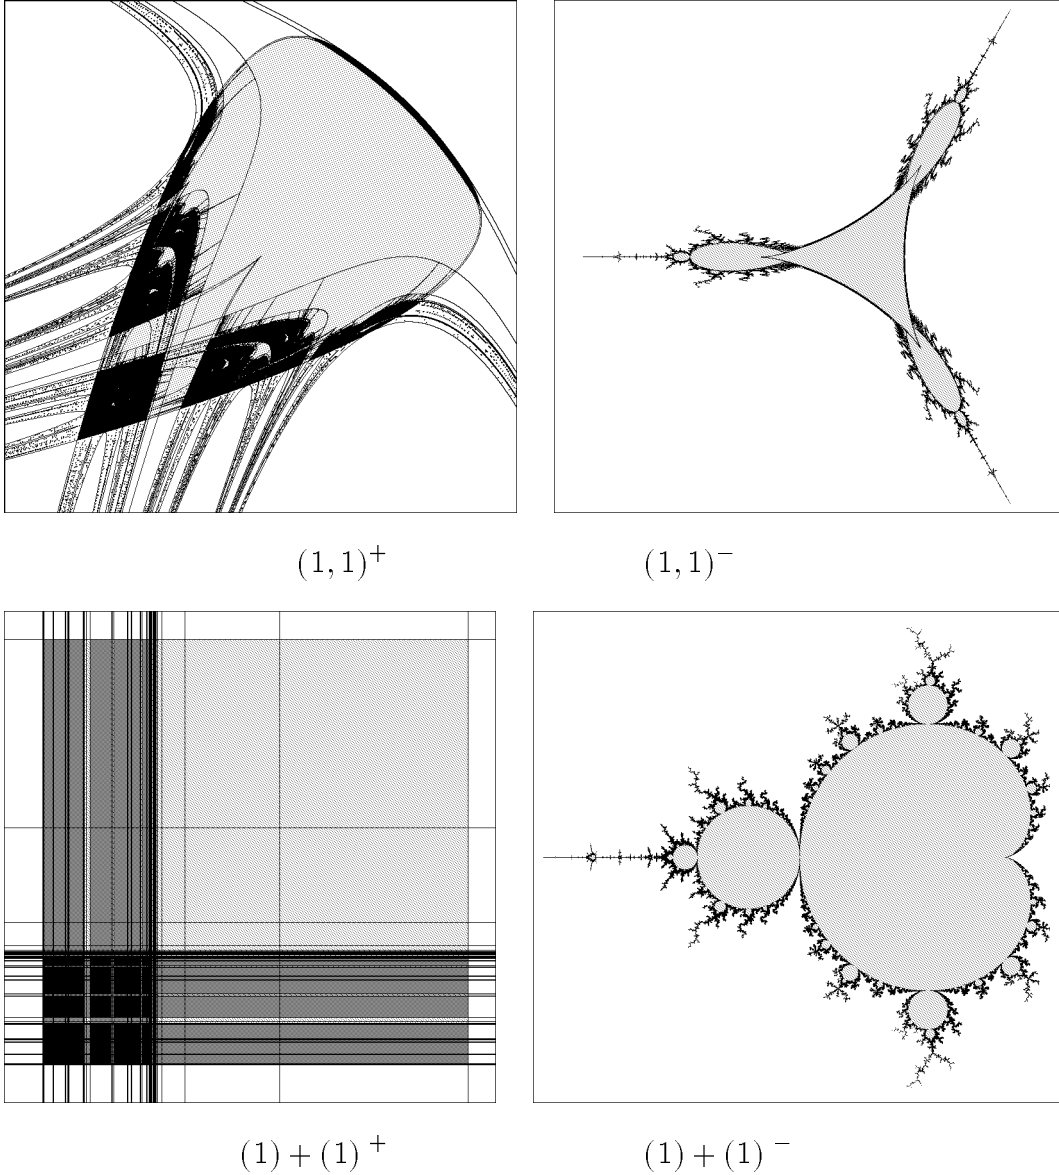 (1, 1)⁺ (1, 1)⁻
(1) + (1) ⁺ (1) + (1) ⁻